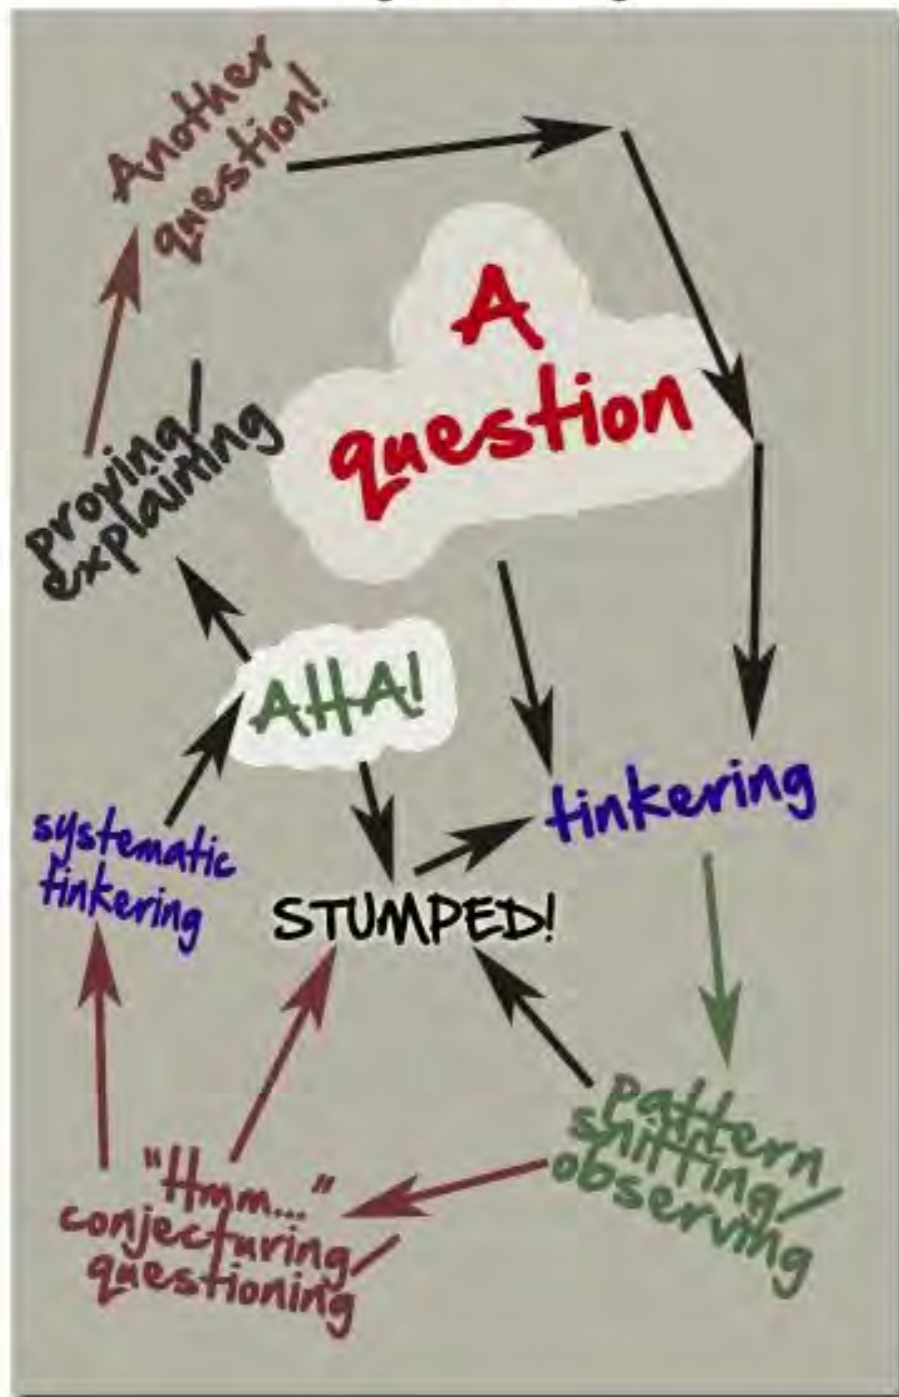 Another
question!
A
question
proving/
explaining
AHA!
tinkering
systematic
tinkering
STUMPED!
pattern
sniffing/
observing
"Hmm..."
conjecturing/
questioning